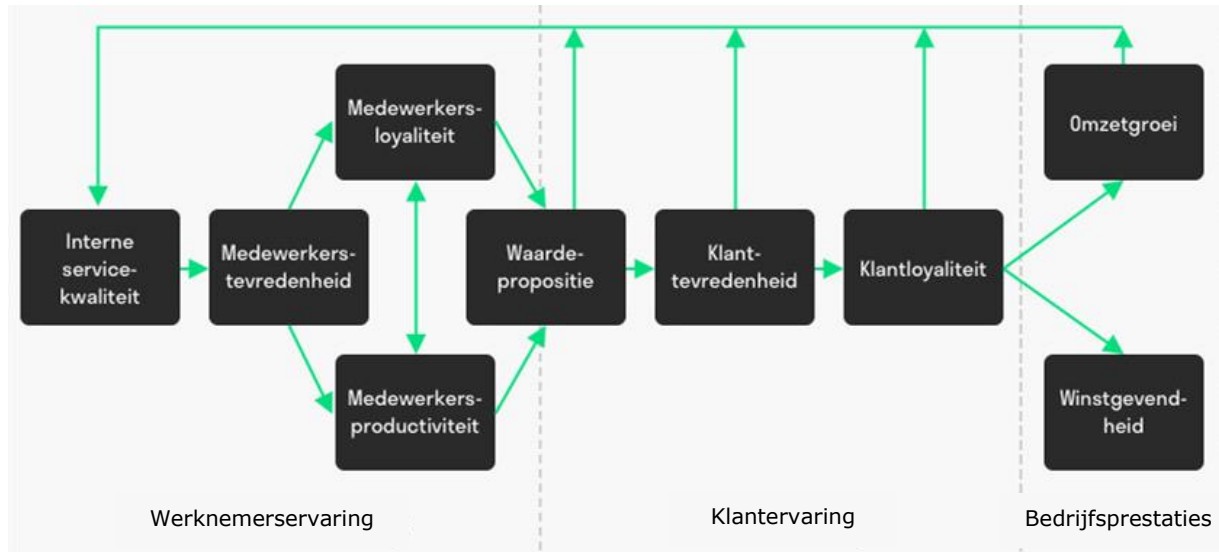 Medewerkers-
loyaliteit
Omzetgroei
Interne
service-
kwaliteit
Medewerkers-
tevredenheid
Waarde-
propositie
Klant-
tevredenheid
Klantloyaliteit
Medewerkers-
productiviteit
Winstgevend-
heid
Werknemerservaring
Klantervaring
Bedrijfsprestaties